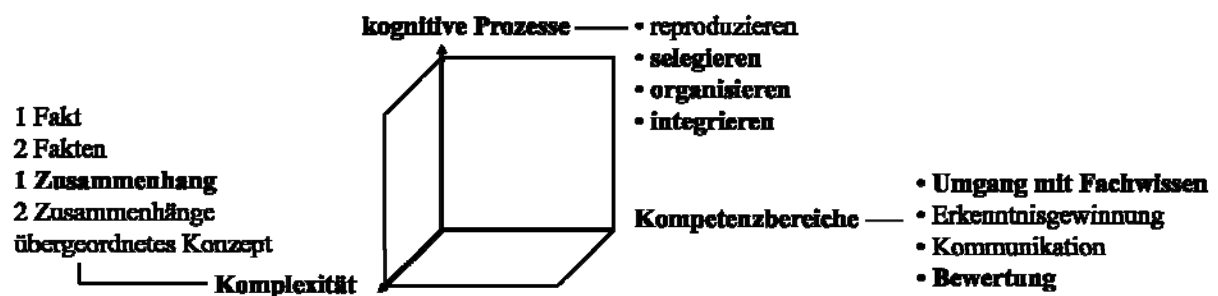 kognitive Prozesse
• reproduzieren
• selegieren
• organisieren
• integrieren
1 Fakt
2 Fakten
1 Zusammenhang
2 Zusammenhänge
übergeordnetes Konzept
Komplexität
Kompetenzbereiche
• Umgang mit Fachwissen
• Erkenntnisgewinnung
• Kommunikation
• Bewertung